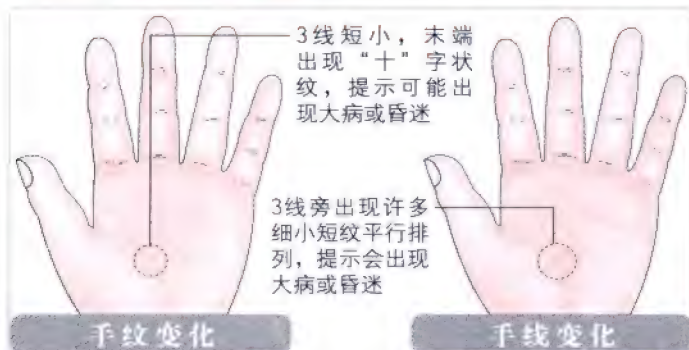 3线短小，末端
出现“十”字状
纹，提示可能出
现大病或昏迷
3线旁出现许多
细小短纹平行排
列，提示会出现
大病或昏迷
手纹变化
手线变化